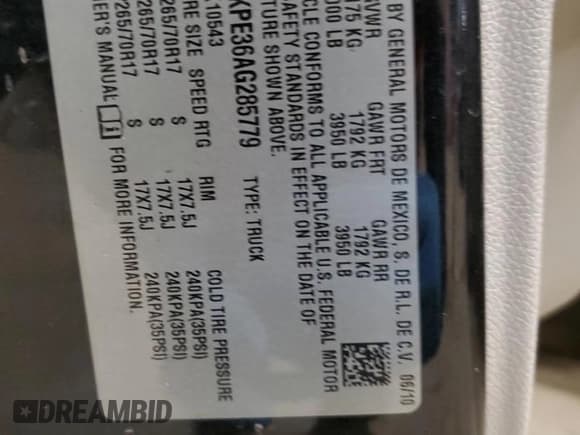 BY GENERAL MOTORS DE MEXICO, S. DE R.L. DE C.V. 06/10
GVWR GAWR FRT GAWR RR
175 KG 1792 KG 1792 KG
000 LB 3950 LB 3950 LB
CLE CONFORMS TO ALL APPLICABLE U.S. FEDERAL MOTOR
SAFETY STANDARDS IN EFFECT ON THE DATE OF
TURE SHOWN ABOVE.
KPE36AG285779 TYPE: TRUCK
10543
RE SIZE SPEED RTG RIM COLD TIRE PRESSURE
265/70R17 S 17X7.5J 240KPA(35PSI)
265/70R17 S 17X7.5J 240KPA(35PSI)
265/70R17 S 17X7.5J 240KPA(35PSI)
ER'S MANUAL FOR MORE INFORMATION.
DREAMBID